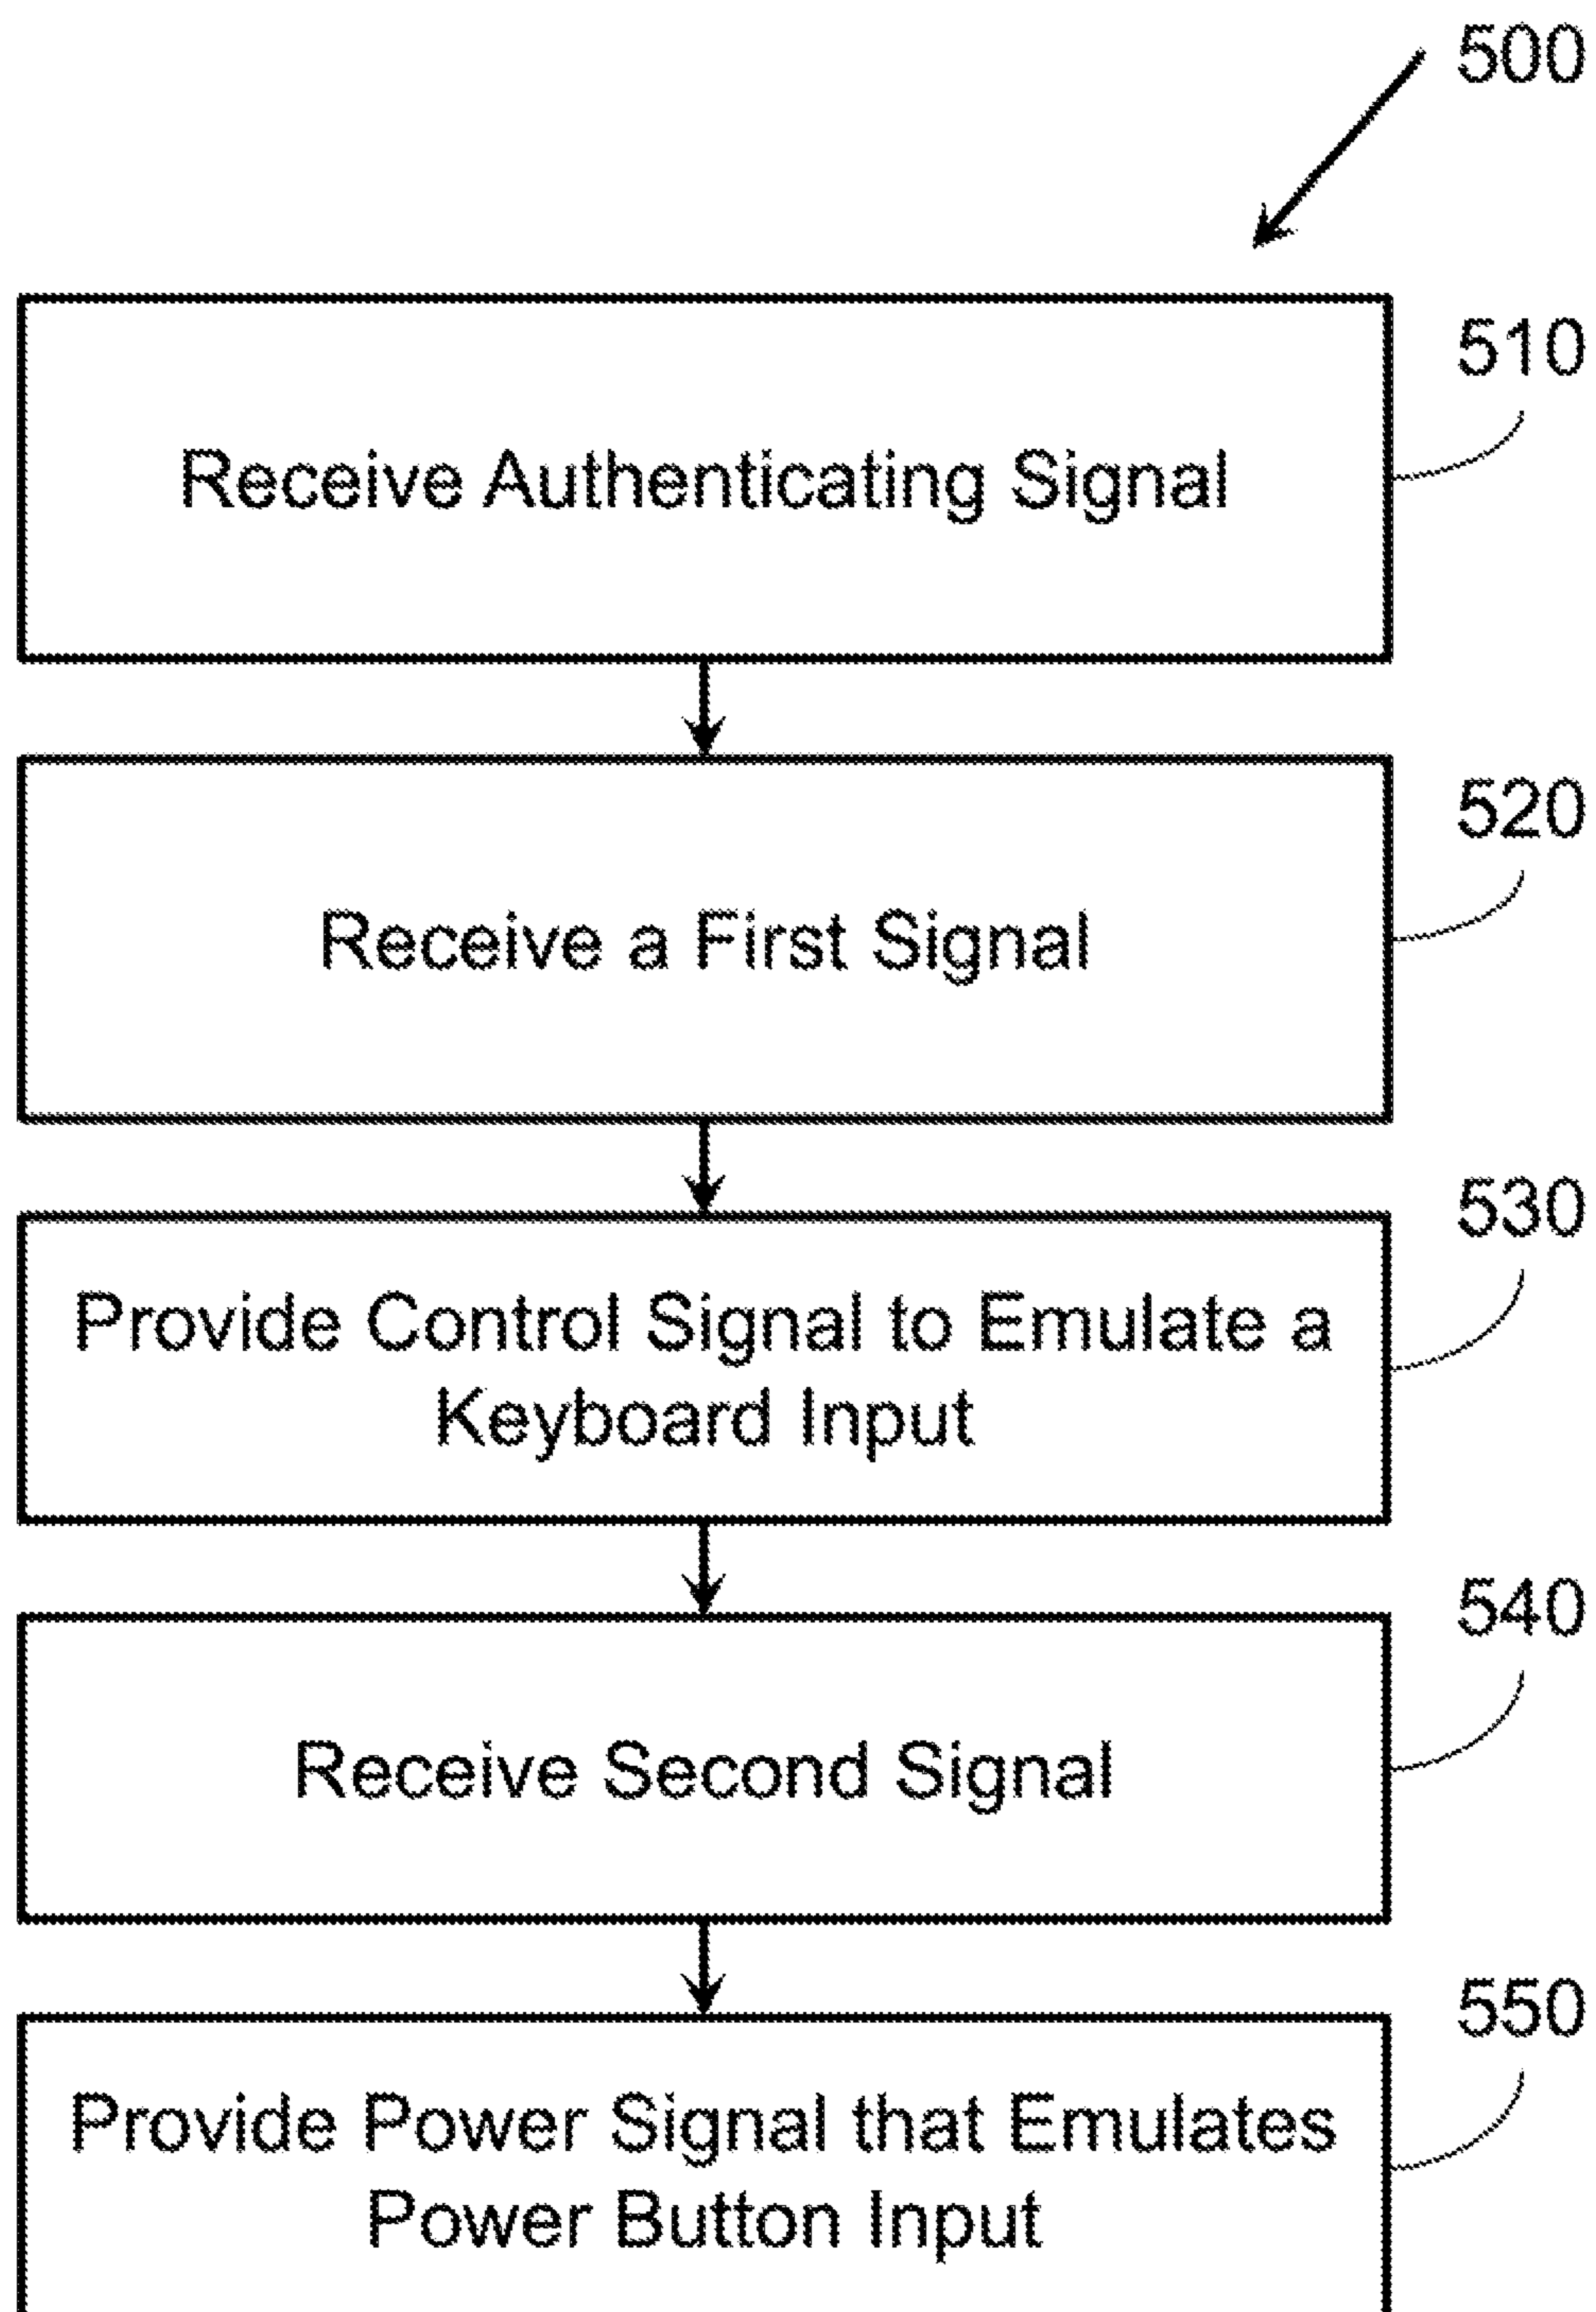 500
510
Receive Authenticating Signal
520
Receive a First Signal
530
Provide Control Signal to Emulate a
Keyboard Input
540
Receive Second Signal
550
Provide Power Signal that Emulates
Power Button Input